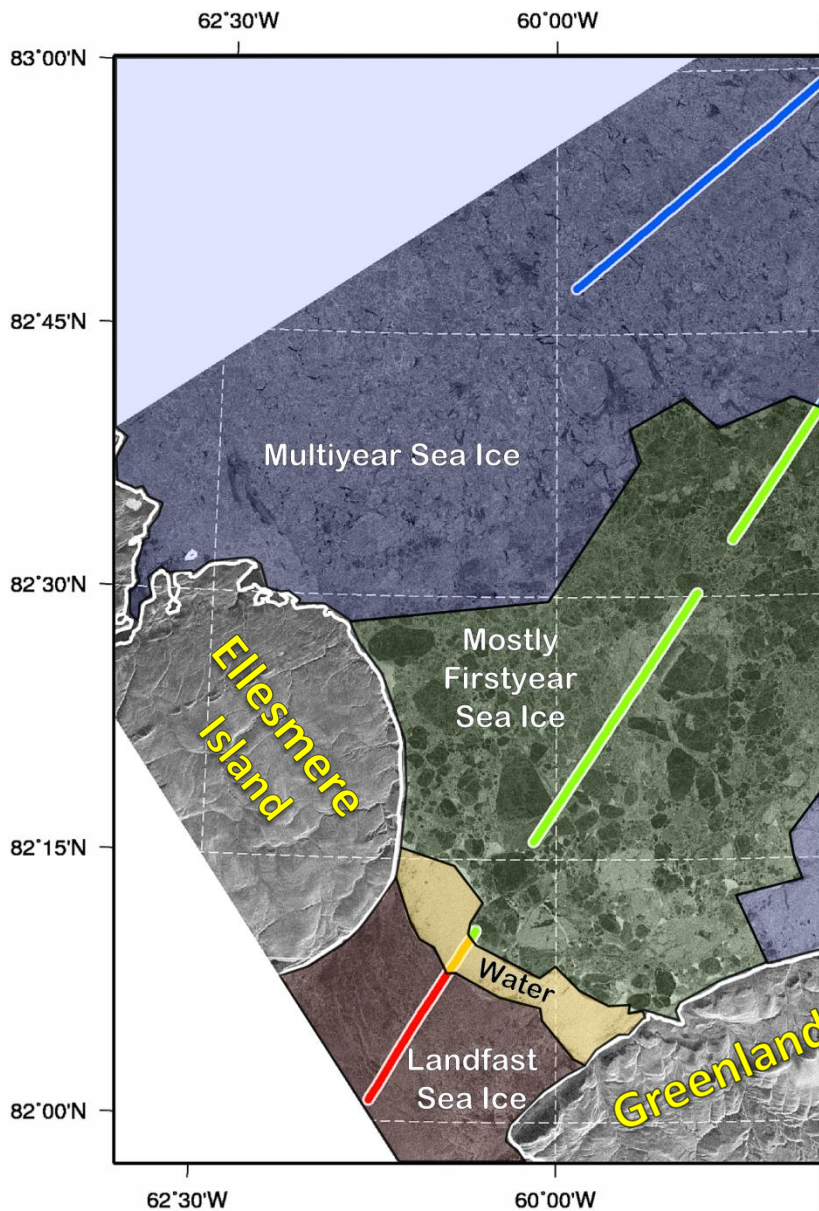 62˚30'W 60˚00'W
83˚00'N
82˚45'N
Multiyear Sea Ice
82˚30'N
Mostly
Firstyear
Sea Ice
Ellesmere
Island
82˚15'N
Water
Landfast
Sea Ice
Greenland
82˚00'N
62˚30'W 60˚00'W